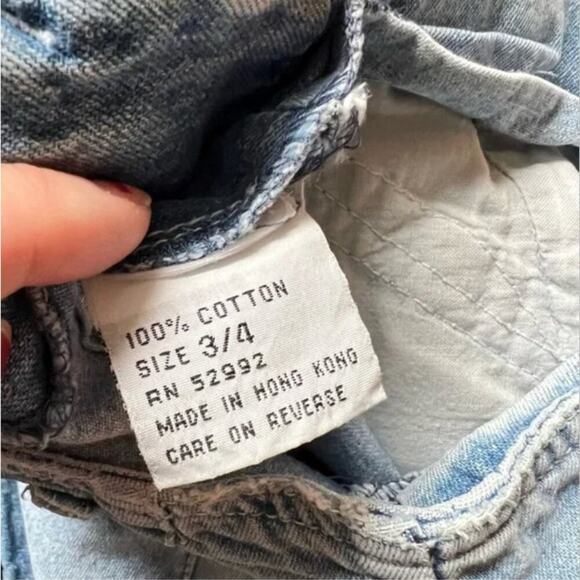 100% COTTON
SIZE 3/4
RN 52992
MADE IN HONG KONG
CARE ON REVERSE